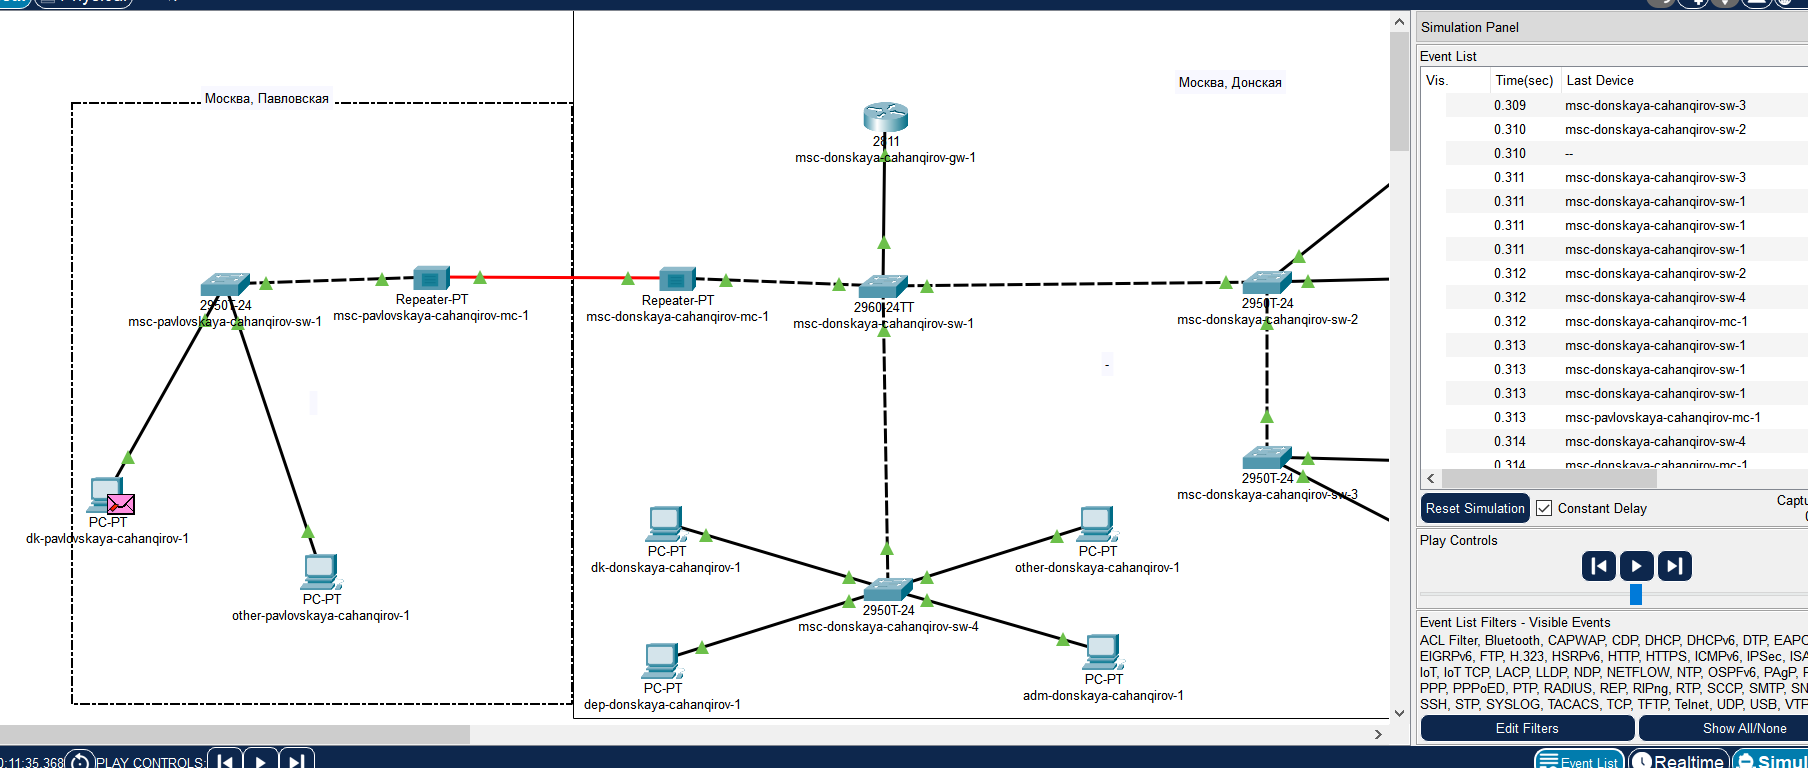 Москва, Павловская
Москва, Донская
2811
msc-donskaya-cahanqirov-gw-1
2950T-24
msc-pavlovskaya-cahanqirov-sw-1
Repeater-PT
msc-pavlovskaya-cahanqirov-mc-1
Repeater-PT
msc-donskaya-cahanqirov-mc-1
2960-24TT
msc-donskaya-cahanqirov-sw-1
2950T-24
msc-donskaya-cahanqirov-sw-2
-
2950T-24
msc-donskaya-cahanqirov-sw-3
PC-PT
dk-pavlovskaya-cahanqirov-1
PC-PT
other-pavlovskaya-cahanqirov-1
PC-PT
dk-donskaya-cahanqirov-1
PC-PT
other-donskaya-cahanqirov-1
2950T-24
msc-donskaya-cahanqirov-sw-4
PC-PT
dep-donskaya-cahanqirov-1
PC-PT
adm-donskaya-cahanqirov-1
Simulation Panel
Event List
Vis. Time(sec) Last Device
0.309 msc-donskaya-cahanqirov-sw-3
0.310 msc-donskaya-cahanqirov-sw-2
0.310 --
0.311 msc-donskaya-cahanqirov-sw-3
0.311 msc-donskaya-cahanqirov-sw-1
0.311 msc-donskaya-cahanqirov-sw-1
0.311 msc-donskaya-cahanqirov-sw-1
0.312 msc-donskaya-cahanqirov-sw-2
0.312 msc-donskaya-cahanqirov-sw-4
0.312 msc-donskaya-cahanqirov-mc-1
0.313 msc-donskaya-cahanqirov-sw-1
0.313 msc-donskaya-cahanqirov-sw-1
0.313 msc-donskaya-cahanqirov-sw-1
0.313 msc-pavlovskaya-cahanqirov-mc-1
0.314 msc-donskaya-cahanqirov-sw-4
0.314 msc-donskaya-cahanqirov-mc-1
Reset Simulation Constant Delay Captu
Play Controls
Event List Filters - Visible Events
ACL Filter, Bluetooth, CAPWAP, CDP, DHCP, DHCPv6, DTP, EAPO
EIGRPv6, FTP, H.323, HSRPv6, HTTP, HTTPS, ICMPv6, IPSec, ISA
IoT, IoT TCP, LACP, LLDP, NDP, NETFLOW, NTP, OSPFv6, PAgP,
PPP, PPPoED, PTP, RADIUS, REP, RIPng, RTP, SCCP, SMTP, SN
SSH, STP, SYSLOG, TACACS, TCP, TFTP, Telnet, UDP, USB, VTP
Edit Filters Show All/None
0:11:35.368 PLAY CONTROLS: Event List Realtime Simul